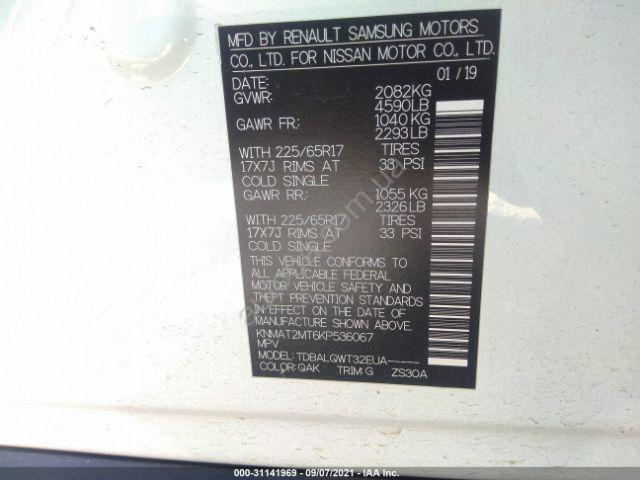 MFD BY RENAULT SAMSUNG MOTORS
CO., LTD. FOR NISSAN MOTOR CO., LTD.
DATE: 01 / 19
GVWR: 2082KG
4590LB
GAWR FR: 1040 KG
2293 LB
WITH 225/65R17 TIRES
17X7J RIMS AT 33 PSI
COLD SINGLE
GAWR RR: 1055 KG
2326 LB
WITH 225/65R17 TIRES
17X7J RIMS AT 33 PSI
COLD SINGLE
THIS VEHICLE CONFORMS TO
ALL APPLICABLE FEDERAL
MOTOR VEHICLE SAFETY AND
THEFT PREVENTION STANDARDS
IN EFFECT ON THE DATE OF
MANUFACTURE SHOWN ABOVE.
KNMAT2MT6KP536067
MPV
MODEL: TDBALQWT32EUA-----
COLOR: QAK TRIM: G ZS30A
000-31141969 - 09/07/2021 - IAA Inc.